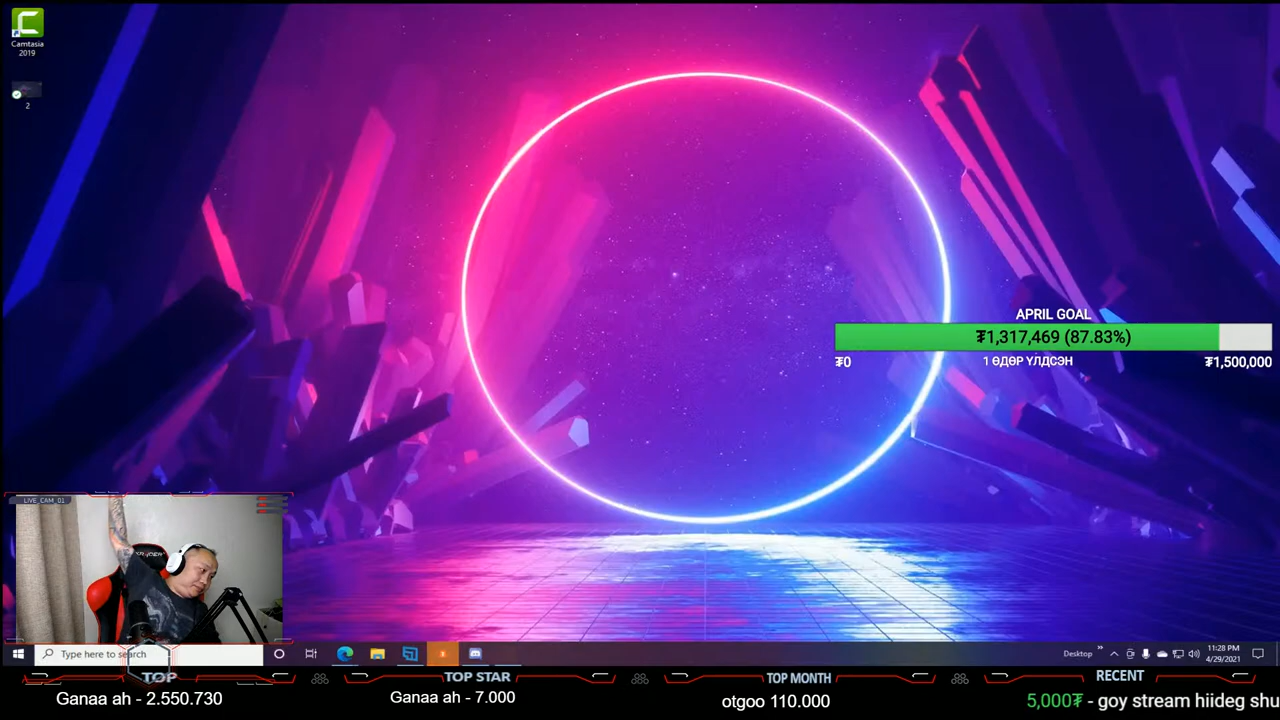 Camtasia
2019
2
APRIL GOAL
₮1,317,469 (87.83%)
₮0
1 ӨДӨР ҮЛДСЭН
₮1,500,000
LIVE_CAM_01
Type here to search
Desktop
11:28 PM
4/29/2021
TOP
Ganaa ah - 2.550.730
TOP STAR
Ganaa ah - 7.000
TOP MONTH
otgoo 110.000
RECENT
5,000₮ - goy stream hiideg shu